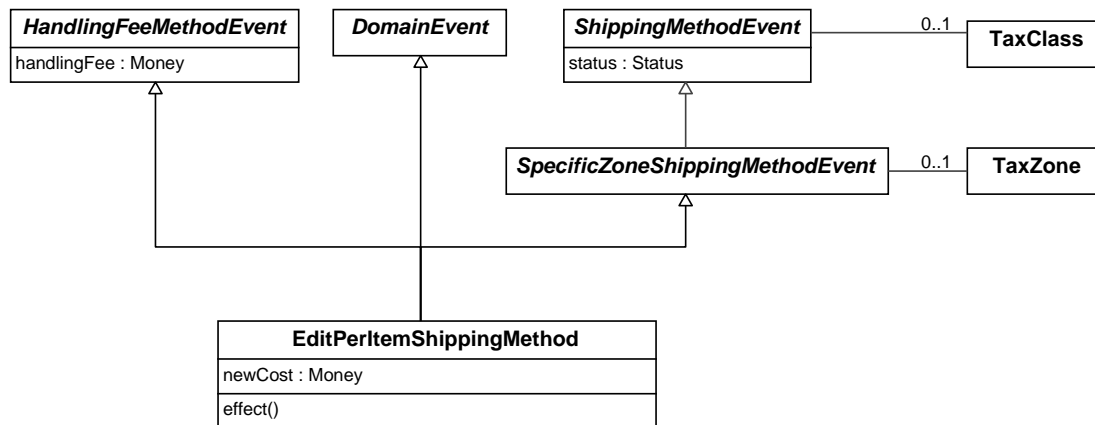 HandlingFeeMethodEvent
handlingFee : Money
DomainEvent
ShippingMethodEvent
status : Status
0..1
TaxClass
SpecificZoneShippingMethodEvent
0..1
TaxZone
EditPerItemShippingMethod
newCost : Money
effect()